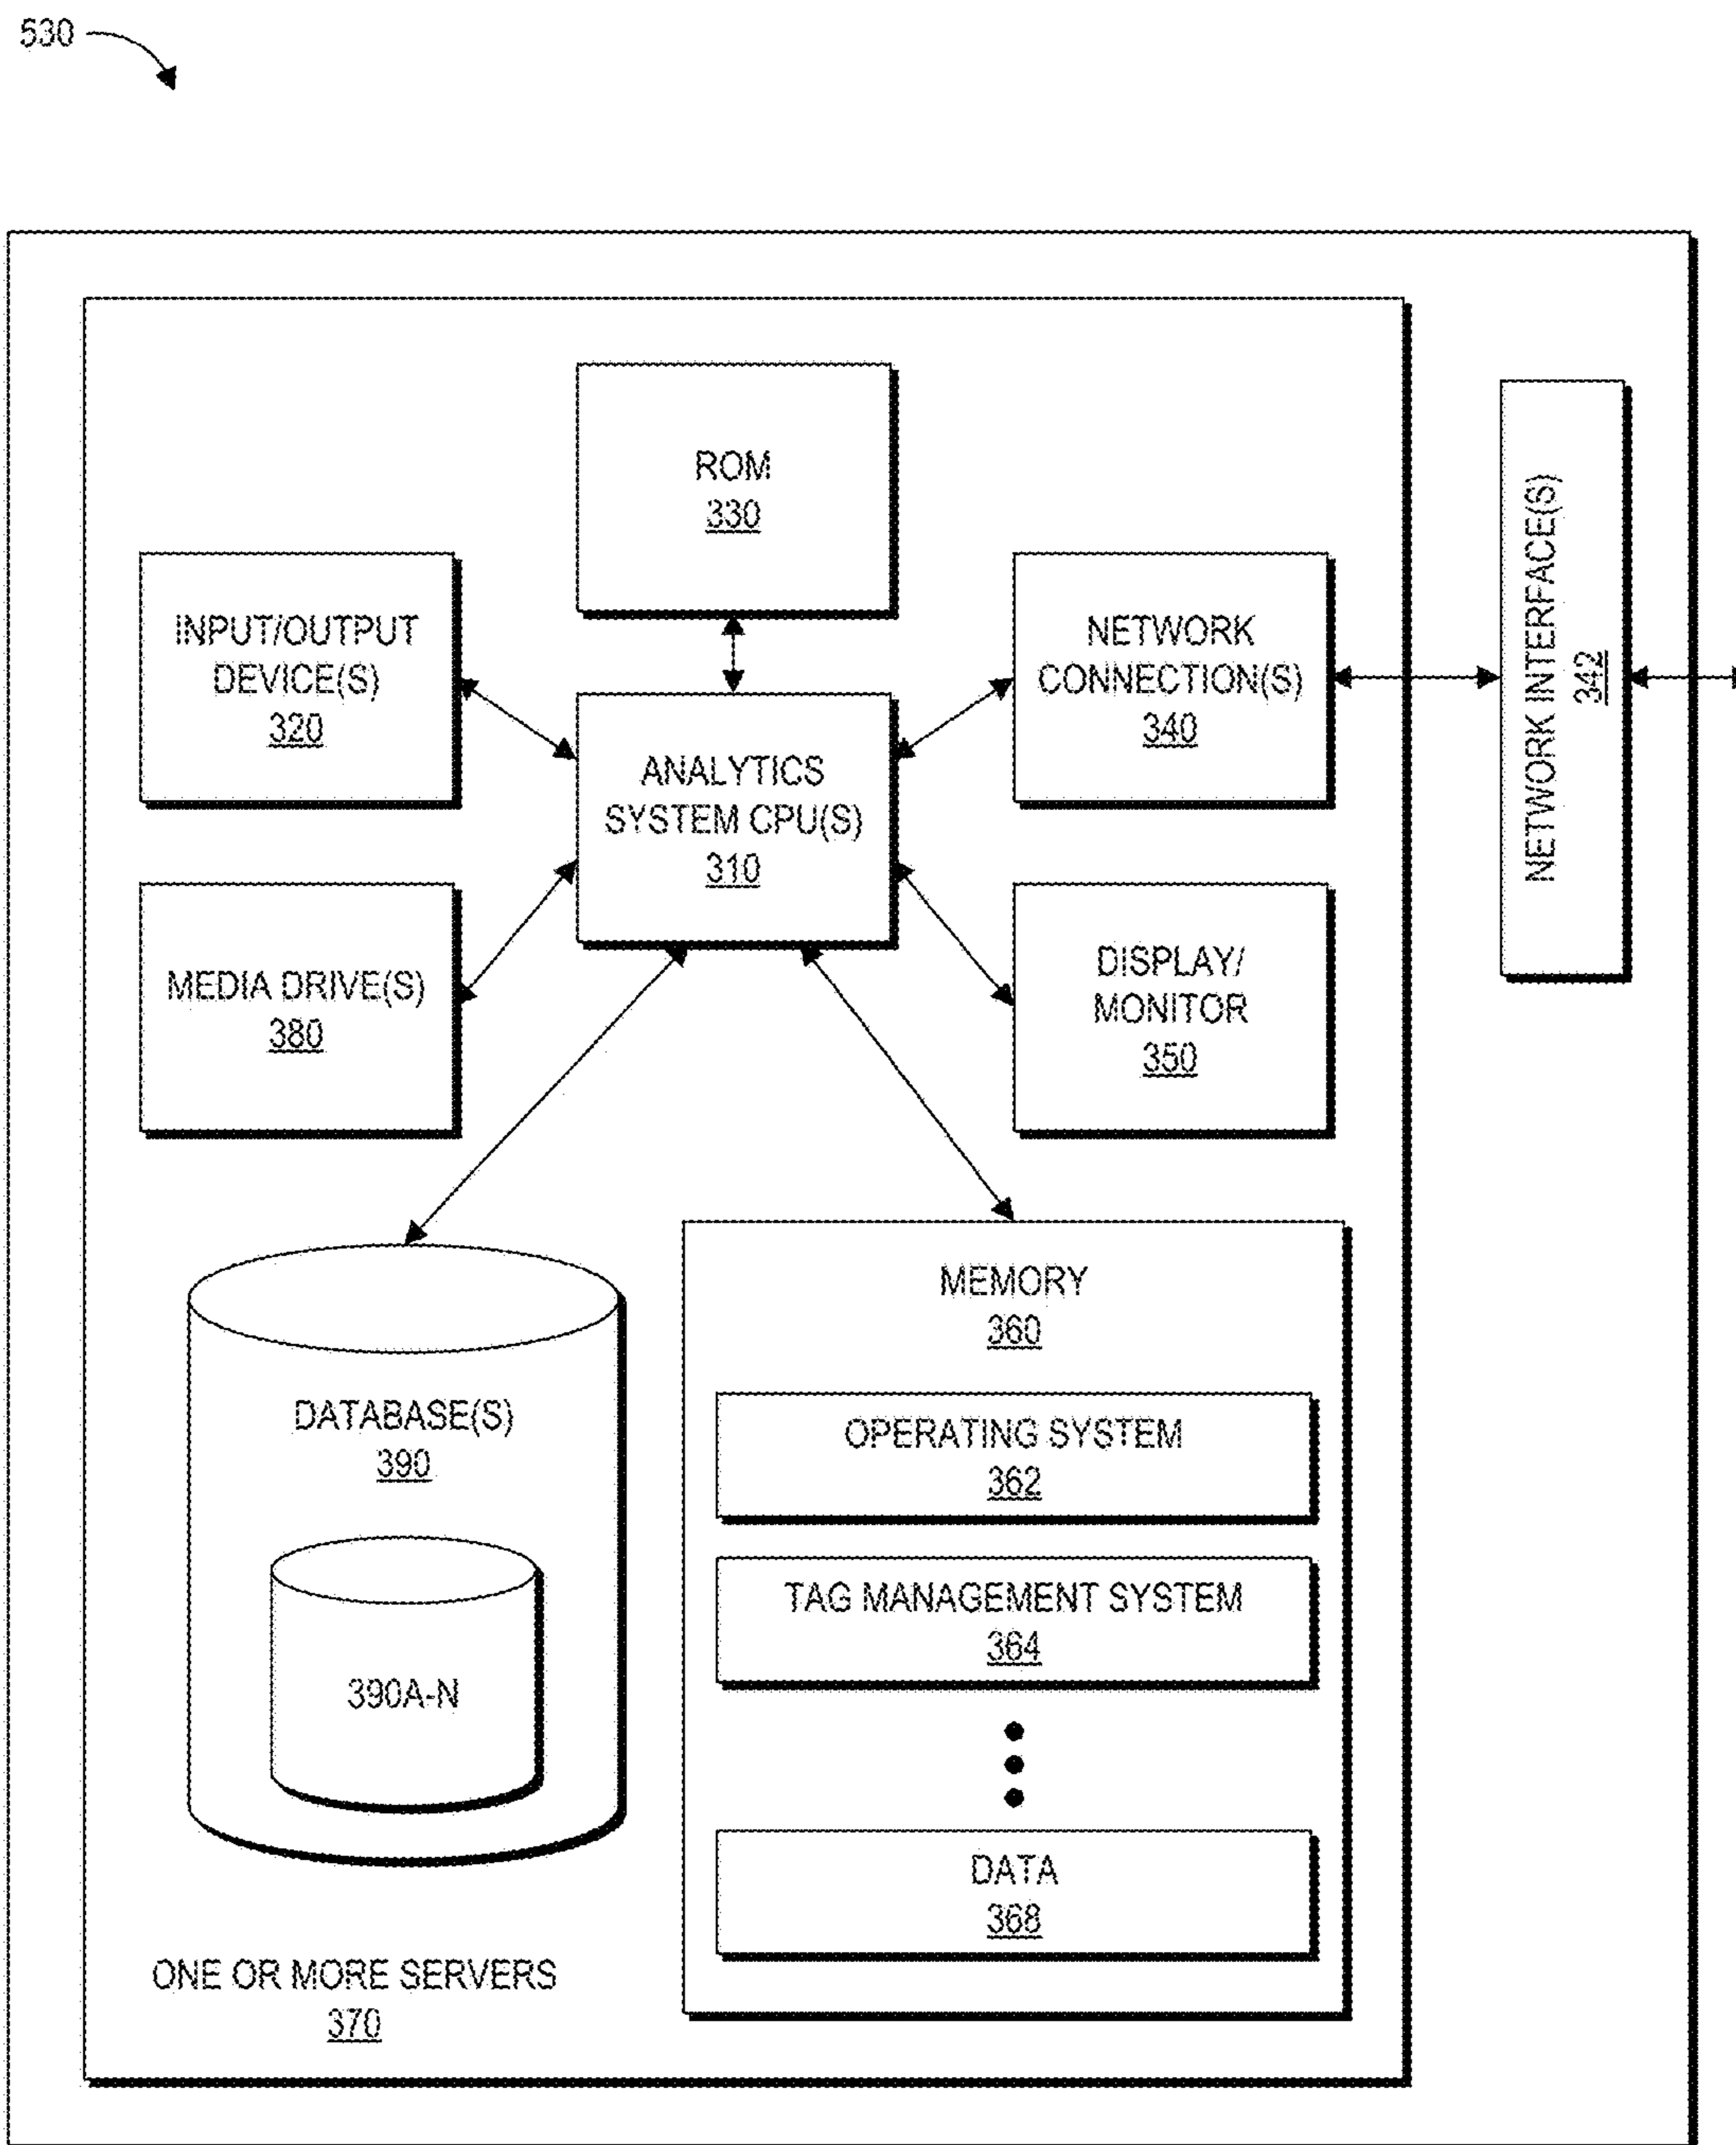 530
ROM
330
INPUT/OUTPUT
DEVICE(S)
320
NETWORK
CONNECTION(S)
340
NETWORK INTERFACE(S)
342
ANALYTICS
SYSTEM CPU(S)
310
MEDIA DRIVE(S)
380
DISPLAY/
MONITOR
350
DATABASE(S)
390
390A-N
MEMORY
360
OPERATING SYSTEM
362
TAG MANAGEMENT SYSTEM
364
DATA
368
ONE OR MORE SERVERS
370